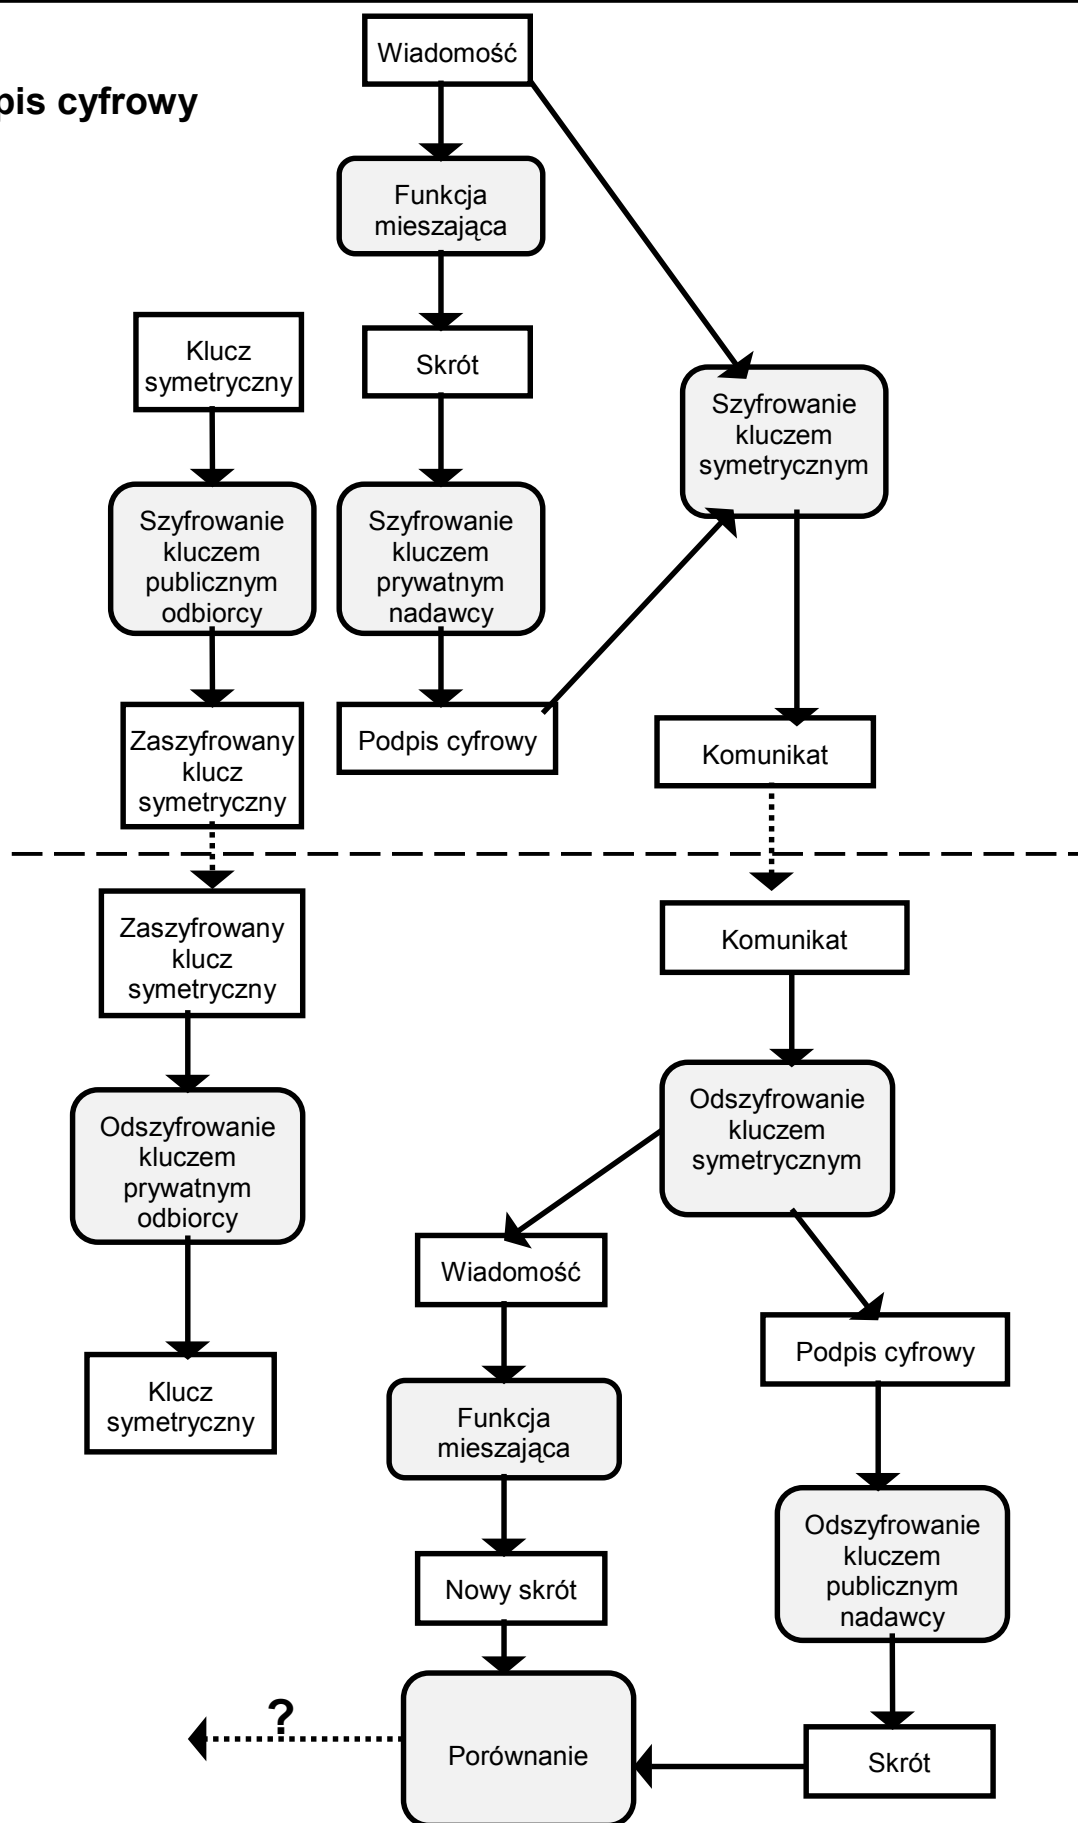 Wiadomość
pis cyfrowy
Funkcja
mieszająca
Klucz
symetryczny
Skrót
Szyfrowanie
kluczem
symetrycznym
Szyfrowanie
kluczem
publicznym
odbiorcy
Szyfrowanie
kluczem
prywatnym
nadawcy
Zaszyfrowany
klucz
symetryczny
Podpis cyfrowy
Komunikat
Zaszyfrowany
klucz
symetryczny
Komunikat
Odszyfrowanie
kluczem
prywatnym
odbiorcy
Odszyfrowanie
kluczem
symetrycznym
Wiadomość
Podpis cyfrowy
Klucz
symetryczny
Funkcja
mieszająca
Odszyfrowanie
kluczem
publicznym
nadawcy
Nowy skrót
?
Porównanie
Skrót